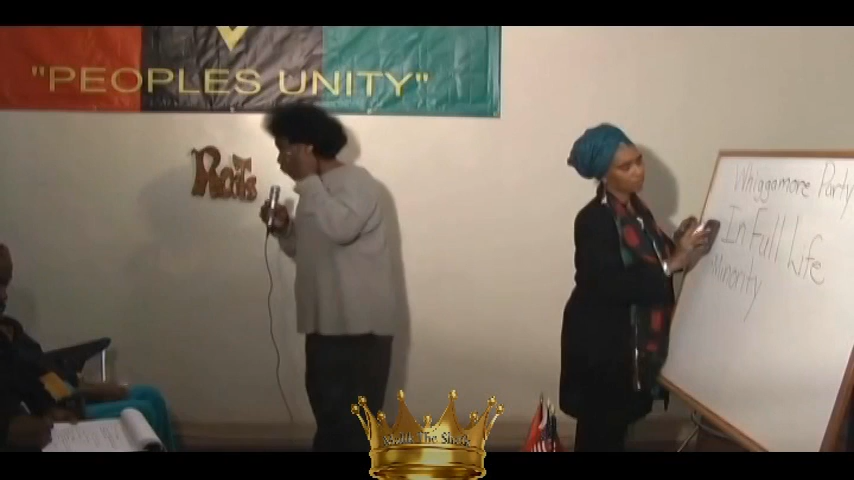 "PEOPLES UNITY"
Roots
Whiggamore Party
In Full Life
Minority